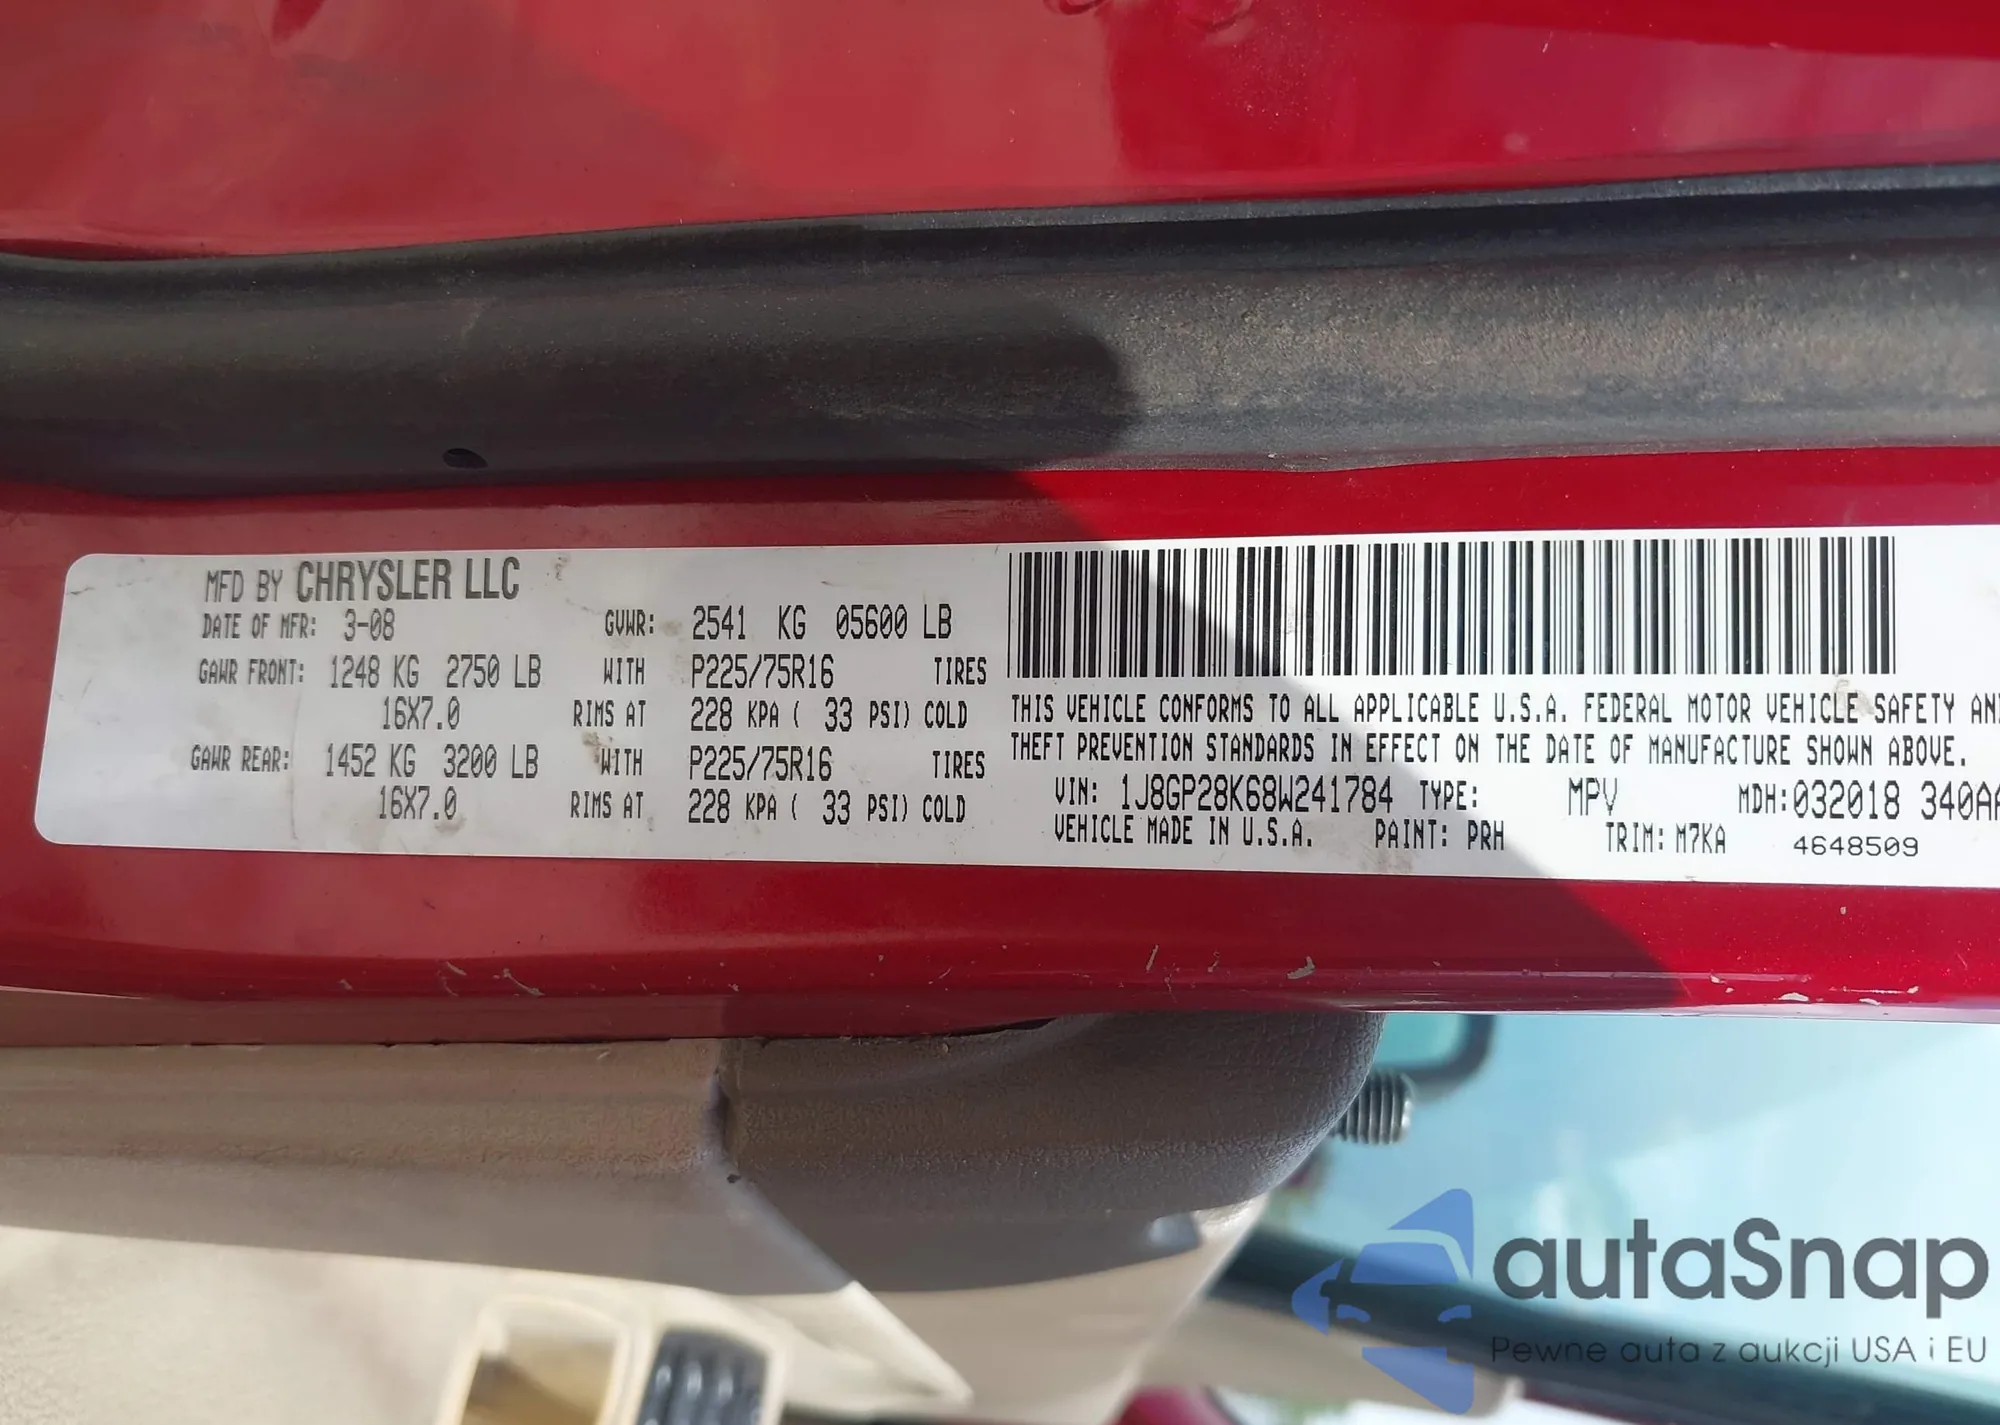 MFD BY CHRYSLER LLC
DATE OF MFR: 3-08 GVWR: 2541 KG 05600 LB
GAWR FRONT: 1248 KG 2750 LB WITH P225/75R16 TIRES
16X7.0 RIMS AT 228 KPA ( 33 PSI) COLD
GAWR REAR: 1452 KG 3200 LB WITH P225/75R16 TIRES
16X7.0 RIMS AT 228 KPA ( 33 PSI) COLD
THIS VEHICLE CONFORMS TO ALL APPLICABLE U.S.A. FEDERAL MOTOR VEHICLE SAFETY AN
THEFT PREVENTION STANDARDS IN EFFECT ON THE DATE OF MANUFACTURE SHOWN ABOVE.
VIN: 1J8GP28K68W241784 TYPE: MPV MDH: 032018 340AA
VEHICLE MADE IN U.S.A. PAINT: PRH TRIM: M7KA 4648509
autaSnap
Pewne auta z aukcji USA i EU